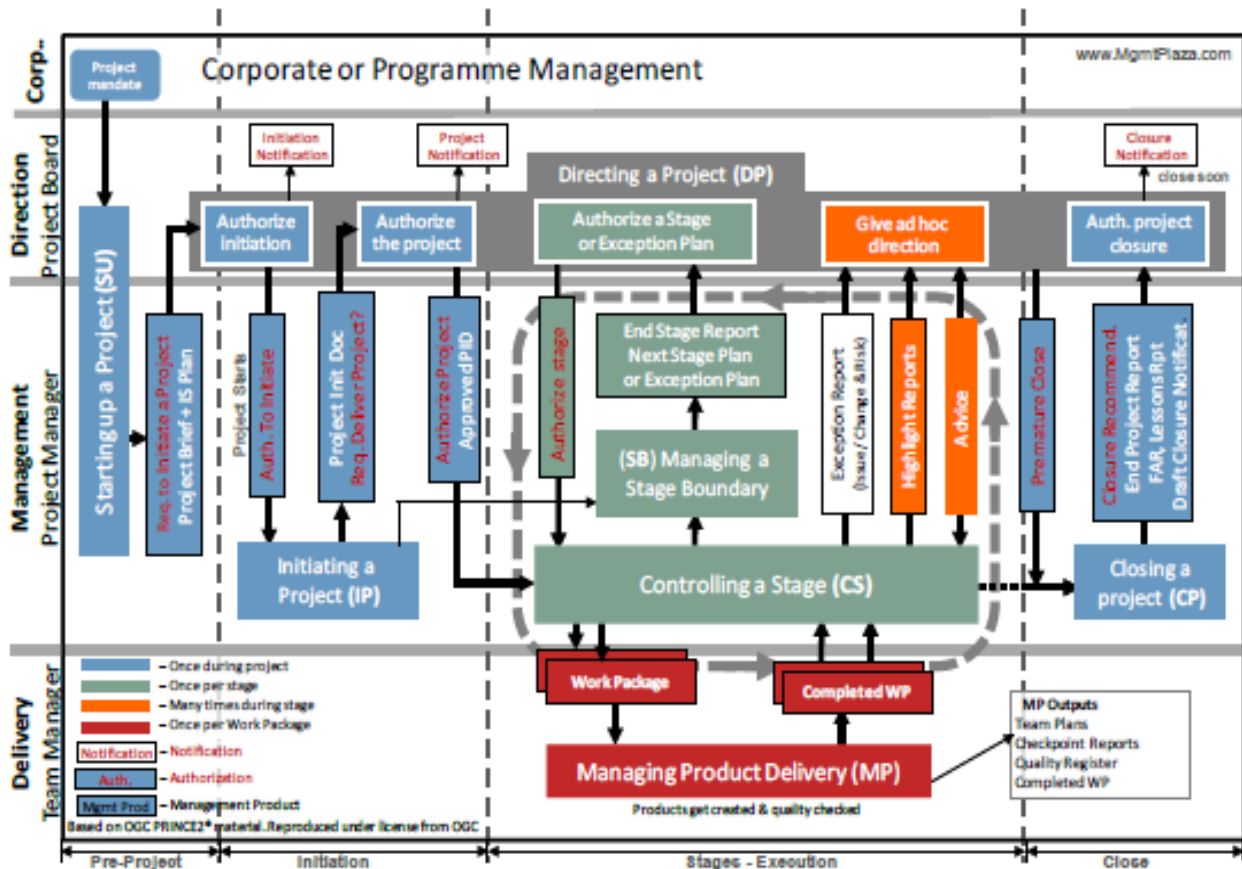 Corp..
Project
mandate
Corporate or Programme Management
www.MgmtPlaza.com
Direction
Project Board
Initiation
Notification
Project
Notification
Closure
Notification
close soon
Directing a Project (DP)
Authorize
initiation
Authorize
the project
Authorize a Stage
or Exception Plan
Give ad hoc
direction
Auth. project
closure
Management
Project Manager
Starting up a Project (SU)
Req. to Initiate a Project
Project Brief + IS Plan
Project Starts
Auth. To Initiate
Project Init Doc
Req. Deliver Project?
Authorize Project
Approved PID
Authorize stage
End Stage Report
Next Stage Plan
or Exception Plan
(SB) Managing a
Stage Boundary
Exception Report
(Issue/ Change & Risk)
Highlight Reports
Advice
Premature Close
Closure Recommend.
End Project Report
FAR, Lessons Rpt
Draft Closure Notificat.
Initiating a
Project (IP)
Controlling a Stage (CS)
Closing a
project (CP)
Delivery
Team Manager
– Once during project
– Once per stage
– Many times during stage
– Once per Work Package
Notification – Notification
Auth. – Authorization
Mgmt Prod – Management Product
Work Package
Completed WP
Managing Product Delivery (MP)
Products get created & quality checked
MP Outputs
Team Plans
Checkpoint Reports
Quality Register
Completed WP
Based on OGC PRINCE2® material. Reproduced under license from OGC
Pre-Project
Initiation
Stages - Execution
Close